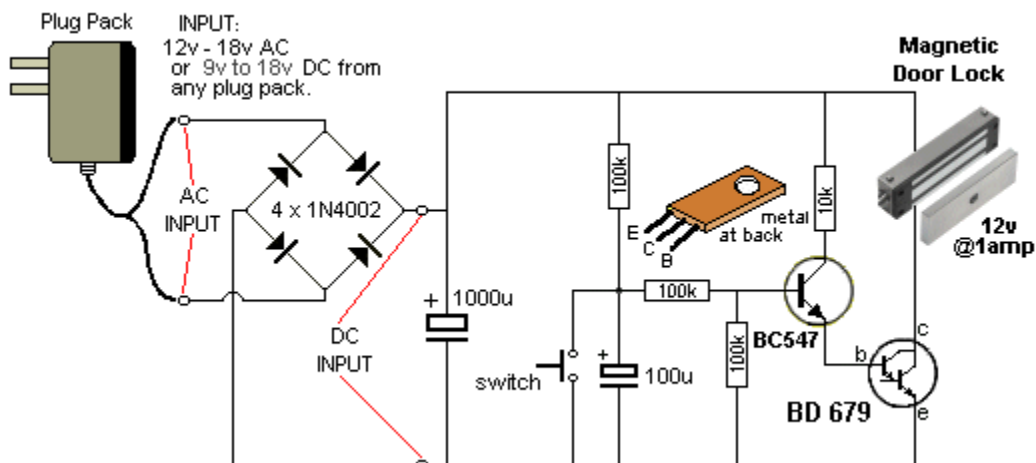 Plug Pack
INPUT:
12v - 18v AC
or 9v to 18v DC from
any plug pack.
AC
INPUT
4 x 1N4002
DC
INPUT
+
1000u
100k
switch
+
100u
100k
100k
E
C
B
metal
at back
10k
BC547
Magnetic
Door Lock
12v
@1amp
c
b
e
BD 679